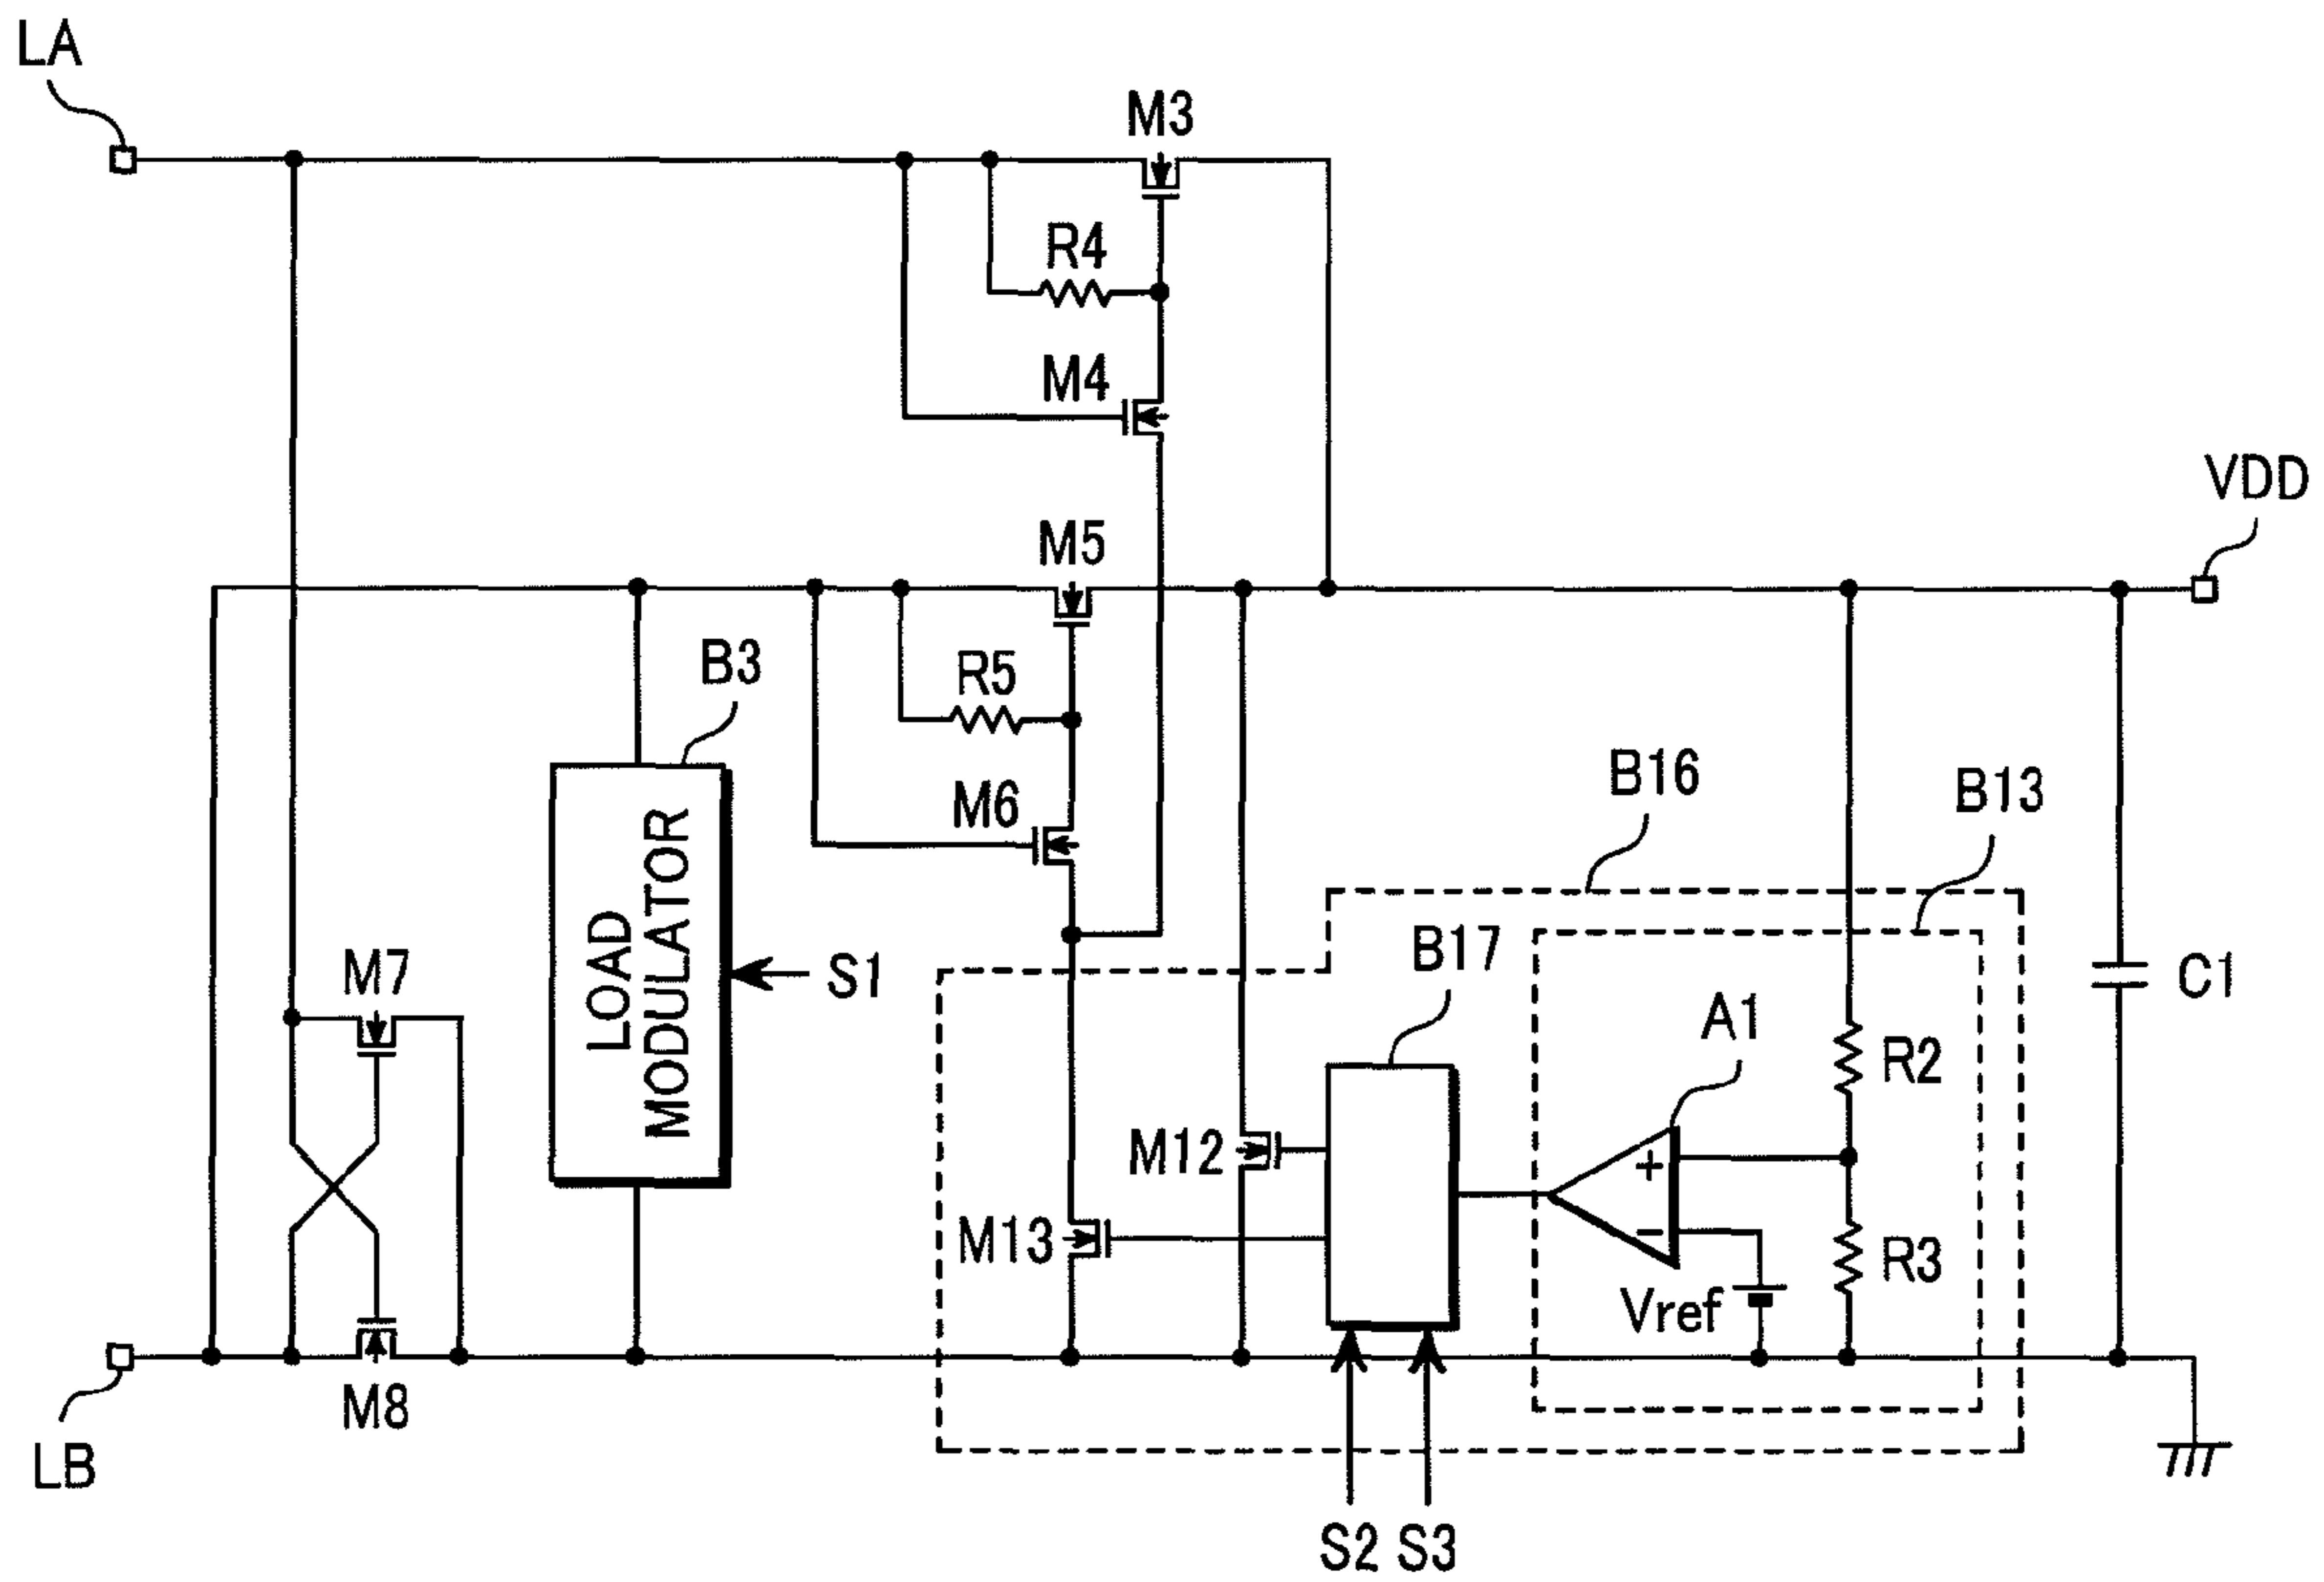 LA
M3
R4
M4
VDD
M5
B3
R5
B16
B13
M6
LOAD
MODULATOR
B17
M7
S1
A1
C1
R2
M12
+
M13
−
R3
Vref
M8
LB
S2
S3